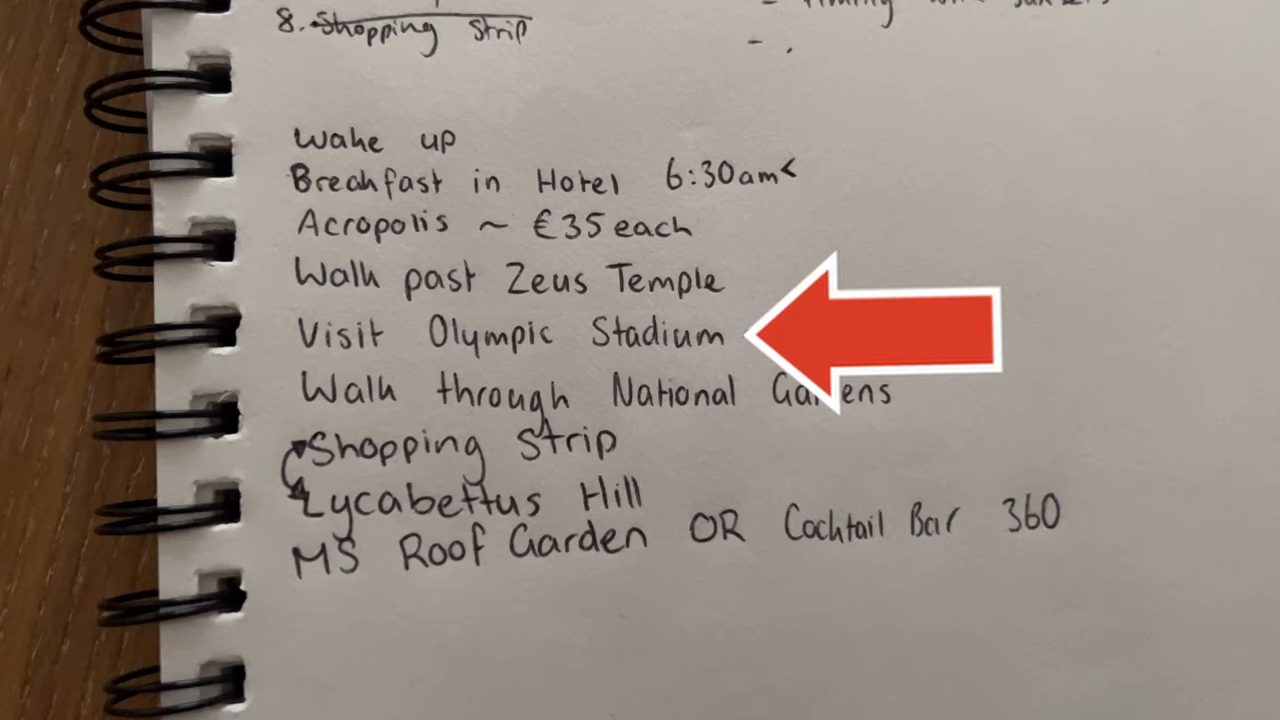 8. Shopping Strip
- .
Wake up
Breakfast in Hotel 6:30am<
Acropolis ~ €35 each
Walk past Zeus Temple
Visit Olympic Stadium
Walk through National Gardens
Shopping Strip
Lycabettus Hill
MS Roof Garden OR Cocktail Bar 360